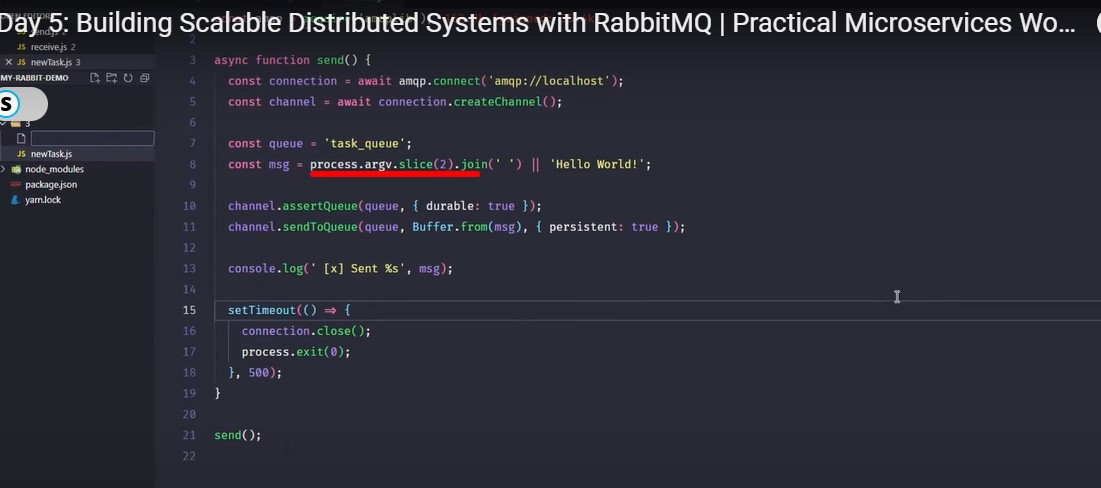 Day 5: Building Scalable Distributed Systems with RabbitMQ | Practical Microservices Wo...
send.js 2
JS receive.js 2
JS newTask.js 3
MY-RABBIT-DEMO
S
3
JS newTask.js
node_modules
package.json
yarn.lock
2
3 async function send() {
4 const connection = await amqp.connect('amqp://localhost');
5 const channel = await connection.createChannel();
6
7 const queue = 'task_queue';
8 const msg = process.argv.slice(2).join(' ') || 'Hello World!';
9
10 channel.assertQueue(queue, { durable: true });
11 channel.sendToQueue(queue, Buffer.from(msg), { persistent: true });
12
13 console.log(' [x] Sent %s', msg);
14
15 setTimeout(() => {
16 connection.close();
17 process.exit(0);
18 }, 500);
19 }
20
21 send();
22